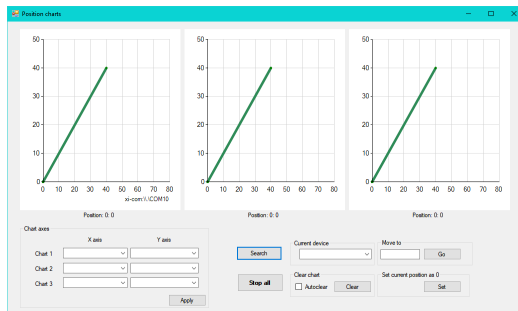 Position charts
50 50 50
40 40 40
30 30 30
20 20 20
10 10 10
0 0 0
0 10 20 30 40 50 60 70 80 0 10 20 30 40 50 60 70 80 0 10 20 30 40 50 60 70 80
xi-com:\\.\COM10
Position: 0: 0 Position: 0: 0 Position: 0: 0
Chart axes
X axis Y axis
Chart 1
Chart 2
Chart 3
Apply
Search
Stop all
Current device
Move to
Go
Clear chart
Autoclear Clear
Set current position as 0
Set